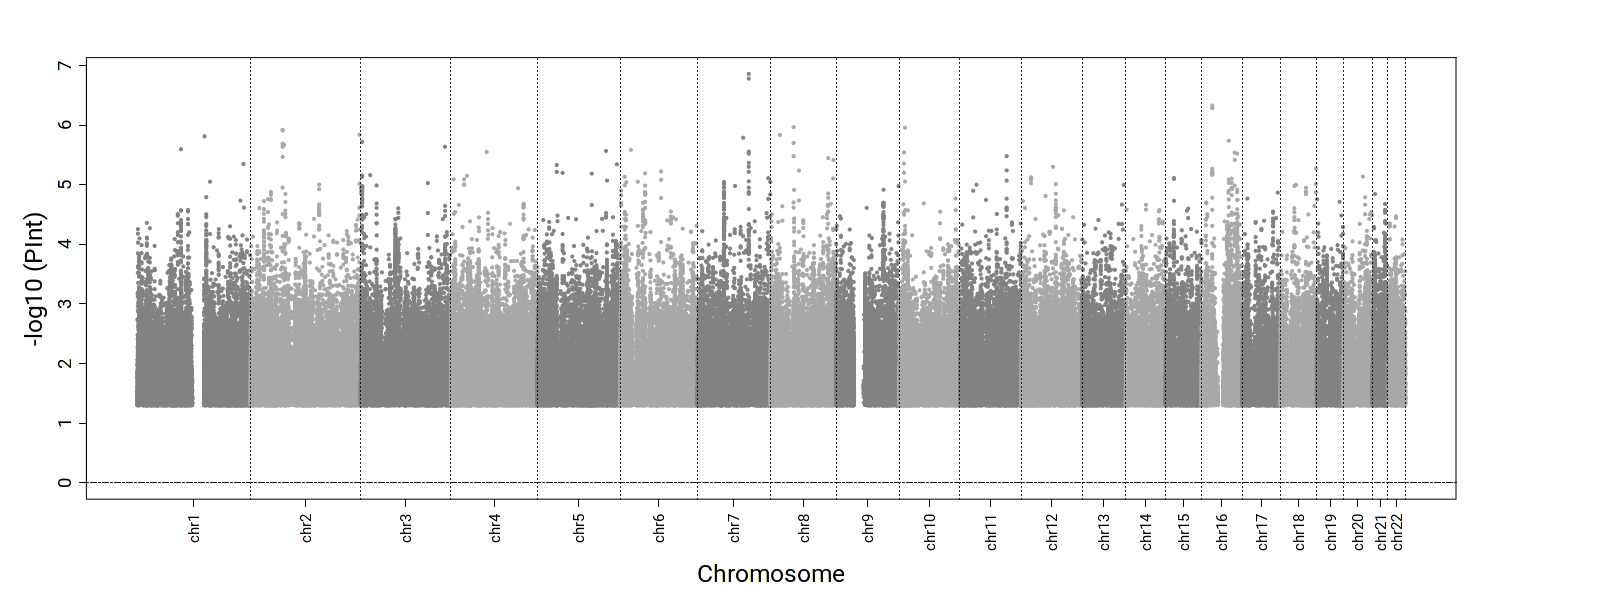 -log10 (PInt)
7
6
5
4
3
2
1
0
chr1
chr2
chr3
chr4
chr5
chr6
chr7
chr8
chr9
chr10
chr11
chr12
chr13
chr14
chr15
chr16
chr17
chr18
chr19
chr20
chr21
chr22
Chromosome